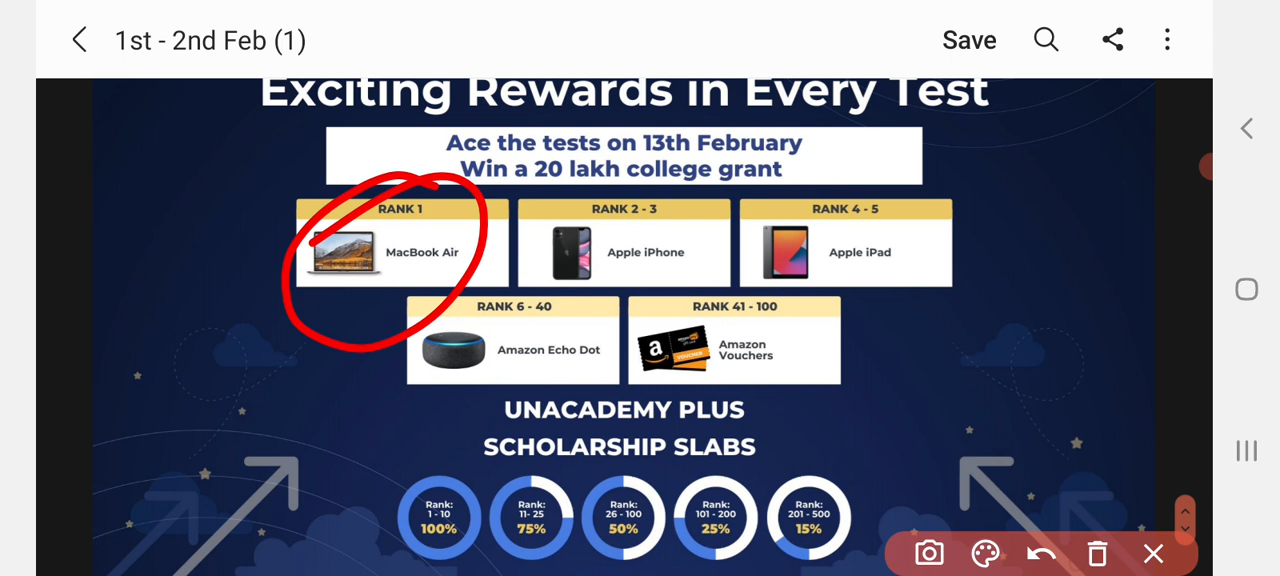 1st - 2nd Feb (1)
Save
Exciting Rewards in Every Test
Ace the tests on 13th February
Win a 20 lakh college grant
RANK 1
MacBook Air
RANK 2 - 3
Apple iPhone
RANK 4 - 5
Apple iPad
RANK 6 - 40
Amazon Echo Dot
RANK 41 - 100
a
VOUCHER
Amazon
Vouchers
UNACADEMY PLUS
SCHOLARSHIP SLABS
Rank:
1 - 10
100%
Rank:
11- 25
75%
Rank:
26 - 100
50%
Rank:
101 - 200
25%
Rank:
201 - 500
15%